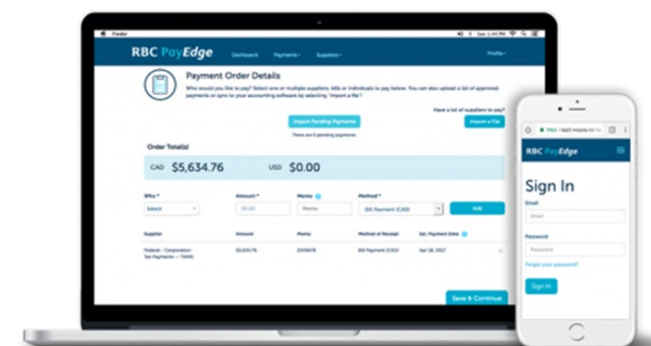 Finder
Sun 1:44 PM
RBC PayEdge
Dashboard
Payments
Suppliers
Profile
Payment Order Details
Who would you like to pay? Select one or multiple suppliers, bills or individuals to pay below. You can also upload a list of approved
payments or sync to your accounting software by selecting 'Import a file'!
Have a list of suppliers to pay?
Import Pending Payments
Import a File
There are 0 pending payments
Order Total(s)
CAD $5,634.76 USD $0.00
Who * Amount * Memo Method *
Select $0.00 Memo Bill Payment (CAD) Add
Supplier Amount Memo Method of Receipt Est. Payment Date
Federal - Corporation $5,634.76 Bill Payment (CAD) Apr 18, 2017
Tax Payments —
Save & Continue
RBC PayEdge
Sign In
Email
Email
Password
Password
Forgot your password?
Sign In